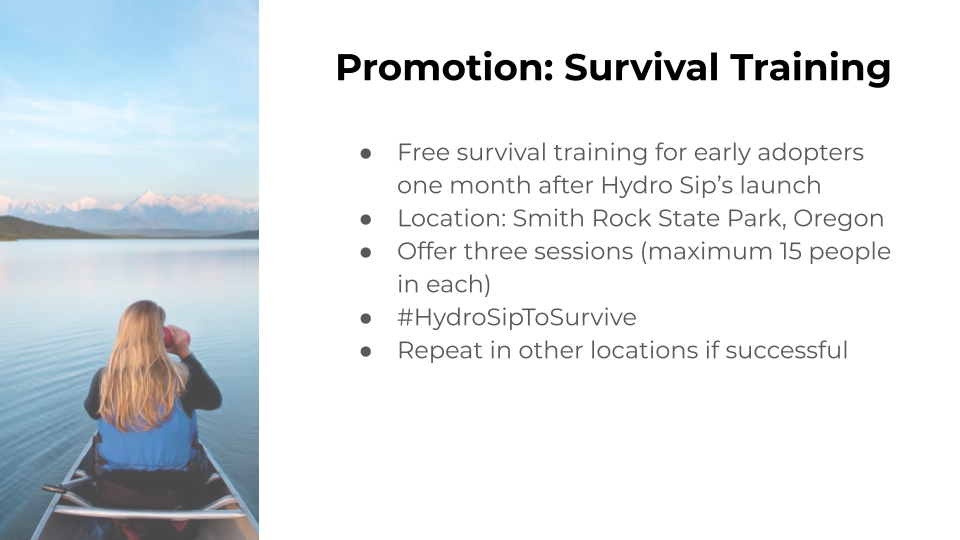 Promotion: Survival Training
● Free survival training for early adopters
one month after Hydro Sip’s launch
● Location: Smith Rock State Park, Oregon
● Offer three sessions (maximum 15 people
in each)
● #HydroSipToSurvive
● Repeat in other locations if successful